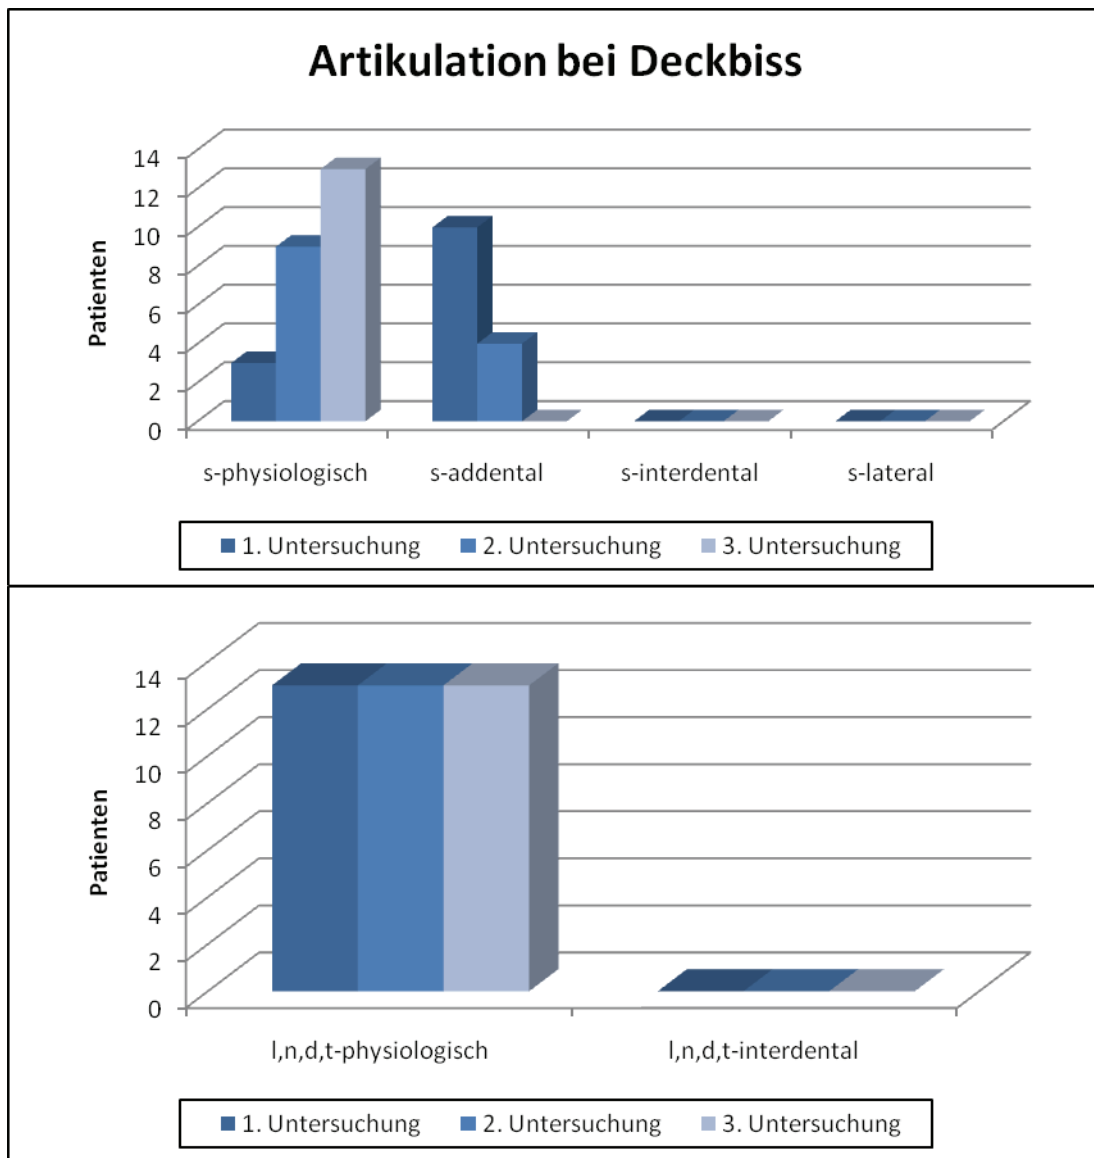 Artikulation bei Deckbiss
14
12
10
8
6
4
2
0
Patienten
s-physiologisch s-addental s-interdental s-lateral
1. Untersuchung 2. Untersuchung 3. Untersuchung
14
12
10
8
6
4
2
0
Patienten
l,n,d,t-physiologisch l,n,d,t-interdental
1. Untersuchung 2. Untersuchung 3. Untersuchung